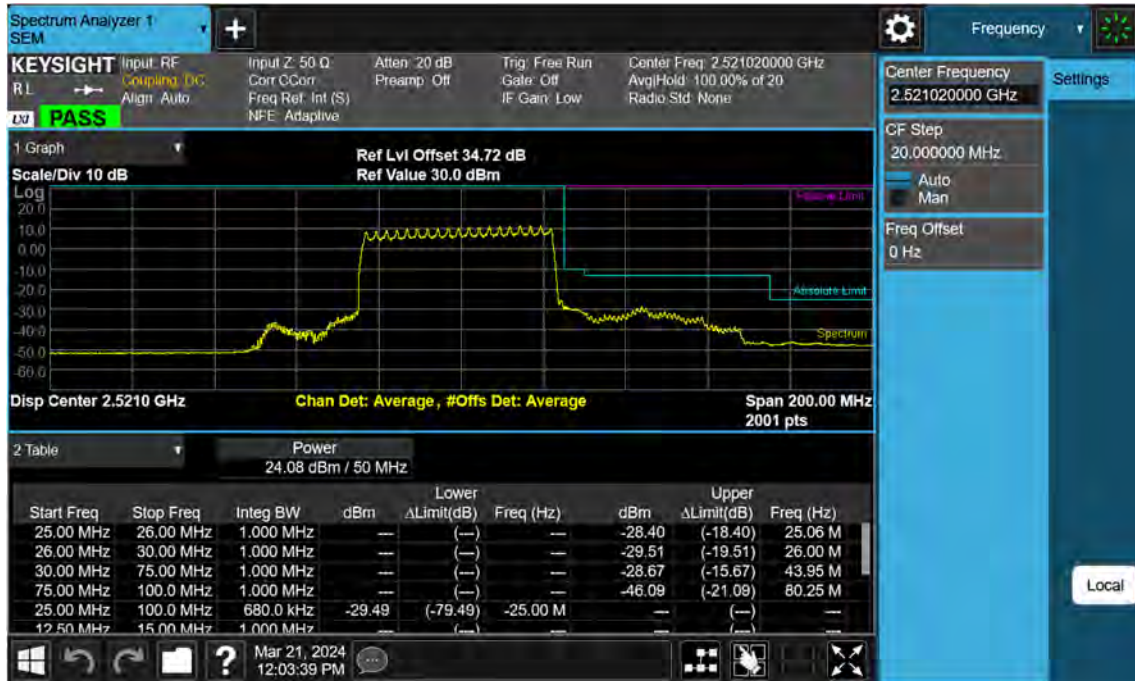 Spectrum Analyzer 1
SEM
Frequency
KEYSIGHT
RL
LXI PASS
Input: RF
Coupling: DC
Align: Auto
Input Z: 50 Ω
Corr CCorr
Freq Ref: Int (S)
NFE: Adaptive
Atten: 20 dB
Preamp: Off
Trig: Free Run
Gate: Off
IF Gain: Low
Center Freq: 2.521020000 GHz
Avg|Hold: 100.00% of 20
Radio Std: None
1 Graph
Scale/Div 10 dB
Ref Lvl Offset 34.72 dB
Ref Value 30.0 dBm
Log
20.0
10.0
0.00
-10.0
-20.0
-30.0
-40.0
-50.0
-60.0
Relative Limit
Absolute Limit
Spectrum
Disp Center 2.5210 GHz
Chan Det: Average, #Offs Det: Average
Span 200.00 MHz
2001 pts
2 Table
Power
24.08 dBm / 50 MHz
Lower Upper
Start Freq Stop Freq Integ BW dBm ΔLimit(dB) Freq (Hz) dBm ΔLimit(dB) Freq (Hz)
25.00 MHz 26.00 MHz 1.000 MHz --- (---) --- -28.40 (-18.40) 25.06 M
26.00 MHz 30.00 MHz 1.000 MHz --- (---) --- -29.51 (-19.51) 26.00 M
30.00 MHz 75.00 MHz 1.000 MHz --- (---) --- -28.67 (-15.67) 43.95 M
75.00 MHz 100.0 MHz 1.000 MHz --- (---) --- -46.09 (-21.09) 80.25 M
25.00 MHz 100.0 MHz 680.0 kHz -29.49 (-79.49) -25.00 M --- (---) ---
12.50 MHz 15.00 MHz 1.000 MHz --- (---) --- --- (---) ---
Mar 21, 2024
12:03:39 PM
Center Frequency
2.521020000 GHz
CF Step
20.000000 MHz
Auto
Man
Freq Offset
0 Hz
Settings
Local